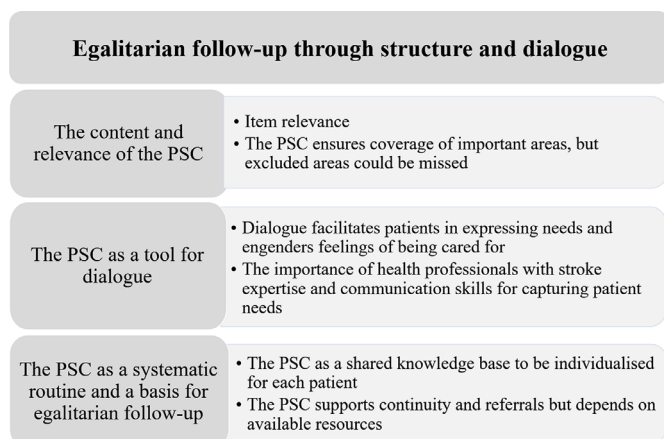 Egalitarian follow-up through structure and dialogue
The content and
relevance of the PSC
• Item relevance
• The PSC ensures coverage of important areas, but
excluded areas could be missed
The PSC as a tool for
dialogue
• Dialogue facilitates patients in expressing needs and
engenders feelings of being cared for
• The importance of health professionals with stroke
expertise and communication skills for capturing patient
needs
The PSC as a systematic
routine and a basis for
egalitarian follow-up
• The PSC as a shared knowledge base to be individualised
for each patient
• The PSC supports continuity and referrals but depends on
available resources